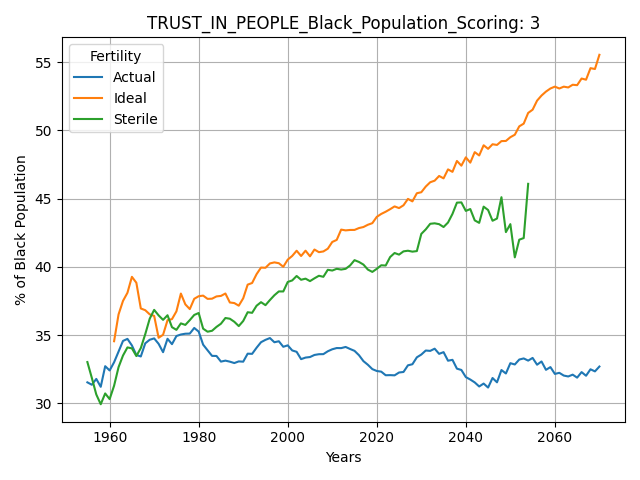 TRUST_IN_PEOPLE_Black_Population_Scoring: 3
Fertility
Actual
Ideal
Sterile
% of Black Population
55
50
45
40
35
30
1960 1980 2000 2020 2040 2060
Years